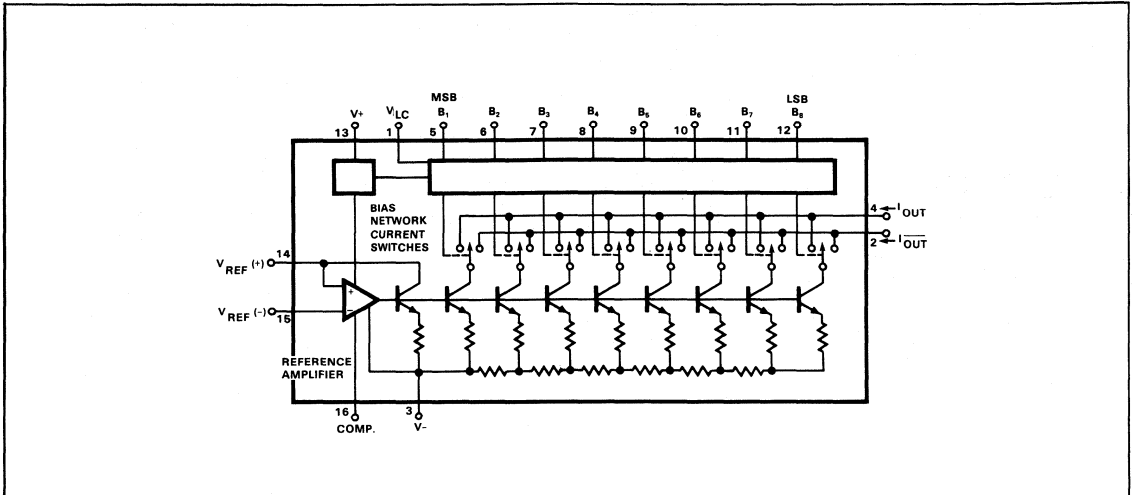 MSB LSB
V+ VLC B1 B2 B3 B4 B5 B6 B7 B8
13 1 5 6 7 8 9 10 11 12
4 IOUT
BIAS
NETWORK
CURRENT
SWITCHES
2 IOUT
14
VREF (+)
+
−
VREF (−)
15
REFERENCE
AMPLIFIER
16 3
COMP. V−